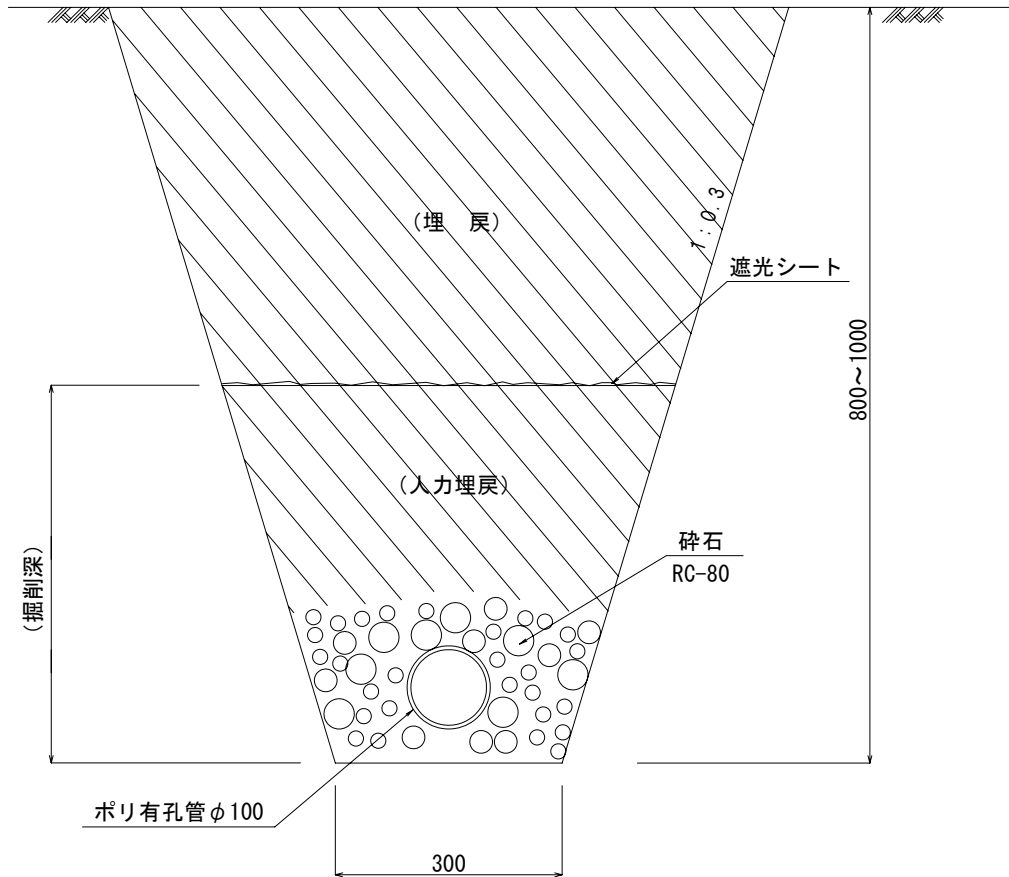 (埋　戻)
1:0.3
遮光シート
800～1000
(人力埋戻)
砕石
RC-80
(掘削深)
ポリ有孔管φ100
300